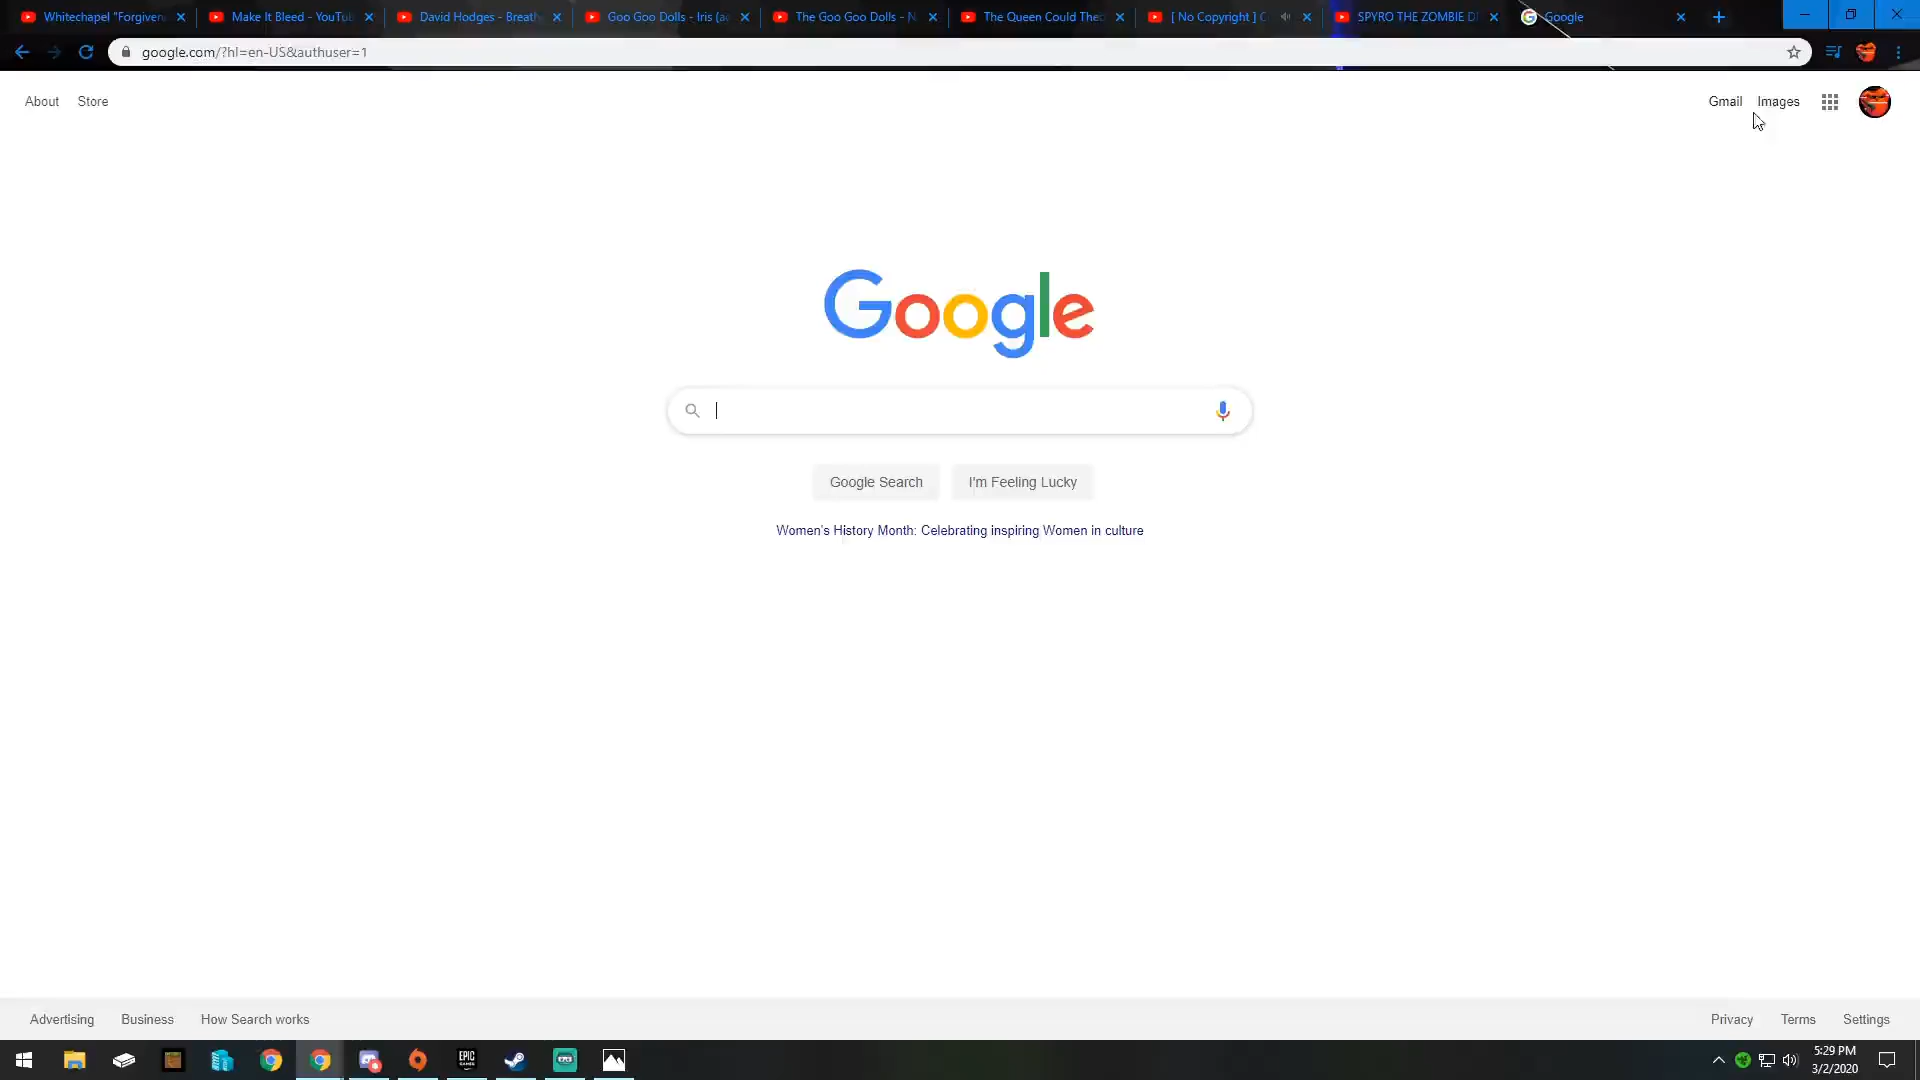 Whitechapel "Forgiven
Make It Bleed - YouTub
David Hodges - Breath
Goo Goo Dolls - Iris (a
The Goo Goo Dolls - N
The Queen Could Theo
[ No Copyright ] C
SPYRO THE ZOMBIE D
Google
google.com/?hl=en-US&authuser=1
About Store
Gmail Images
Google
Google Search
I'm Feeling Lucky
Women's History Month: Celebrating inspiring Women in culture
Advertising Business How Search works
Privacy Terms Settings
EPIC
GAMES
5:29 PM
3/2/2020